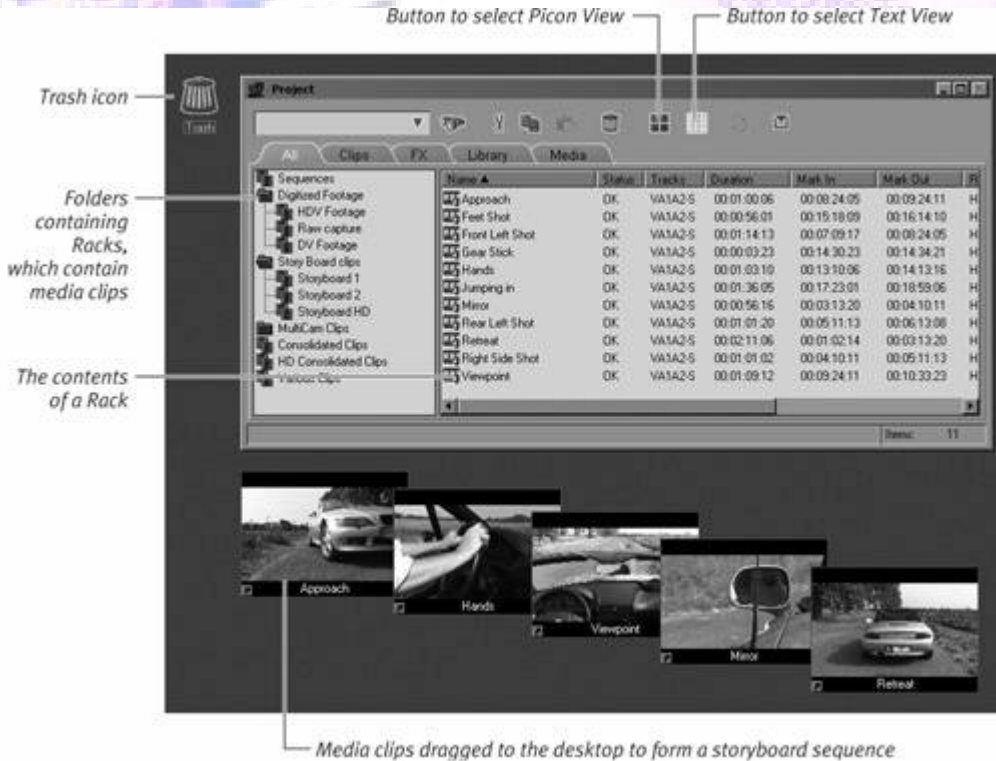 Button to select Picon View
Button to select Text View
Trash icon
Trash
Project
All Clips FX Library Media
Folders
containing
Racks,
which contain
media clips
Sequences
Digitized Footage
HDV Footage
Raw capture
DV Footage
Story Board clips
Storyboard 1
Storyboard 2
Storyboard HD
MultiCam Clips
Consolidated Clips
HD Consolidated Clips
Various Clips
The contents
of a Rack
Name Status Tracks Duration Mark In Mark Out R
Approach OK VA1A2-S 00:01:00:06 00:08:24:05 00:09:24:11 H
Feet Shot OK VA1A2-S 00:00:56:01 00:15:18:09 00:16:14:10 H
Front Left Shot OK VA1A2-S 00:01:14:13 00:07:09:17 00:08:24:05 H
Gear Stick OK VA1A2-S 00:00:03:23 00:14:30:23 00:14:34:21 H
Hands OK VA1A2-S 00:01:03:10 00:13:10:06 00:14:13:16 H
Jumping in OK VA1A2-S 00:01:36:05 00:17:23:01 00:18:59:06 H
Mirror OK VA1A2-S 00:00:56:16 00:03:13:20 00:04:10:11 H
Rear Left Shot OK VA1A2-S 00:01:01:20 00:05:11:13 00:06:13:08 H
Retreat OK VA1A2-S 00:02:11:06 00:01:02:14 00:03:13:20 H
Right Side Shot OK VA1A2-S 00:01:01:02 00:04:10:11 00:05:11:13 H
Viewpoint OK VA1A2-S 00:01:09:12 00:09:24:11 00:10:33:23 H
Items: 11
Approach
Hands
Viewpoint
Mirror
Retreat
Media clips dragged to the desktop to form a storyboard sequence